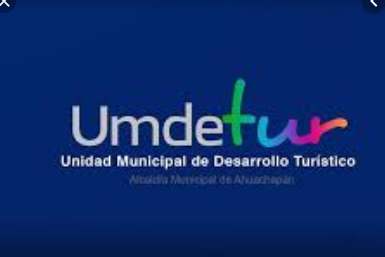 Umdetur
Unidad Municipal de Desarrollo Turístico
Alcaldía Municipal de Ahuachapán